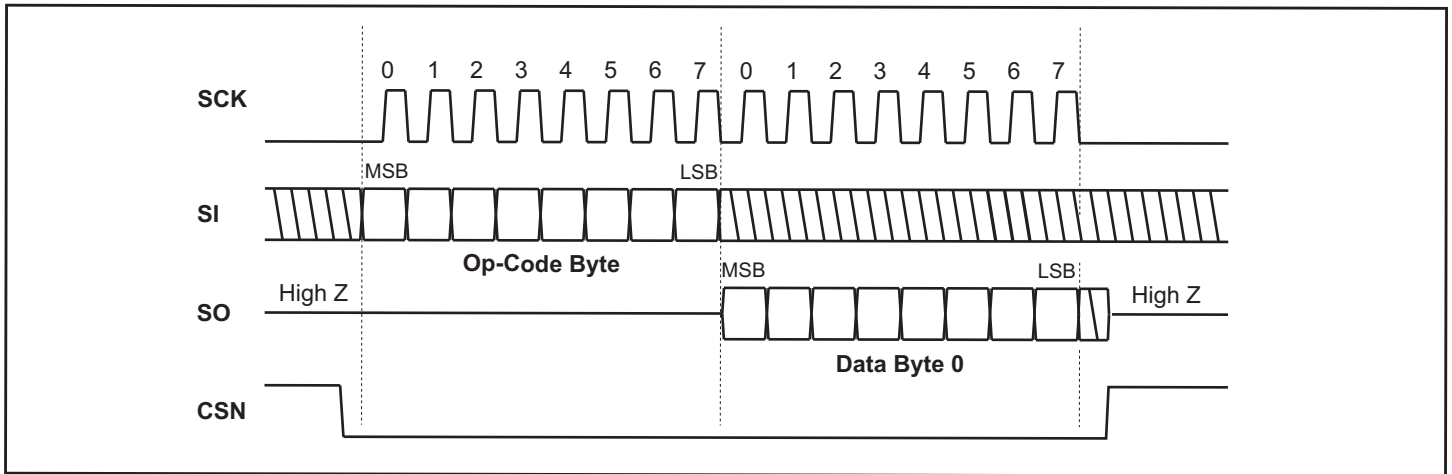 0 1 2 3 4 5 6 7 0 1 2 3 4 5 6 7
SCK
MSB LSB
SI
Op-Code Byte
MSB LSB
High Z High Z
SO
Data Byte 0
CSN